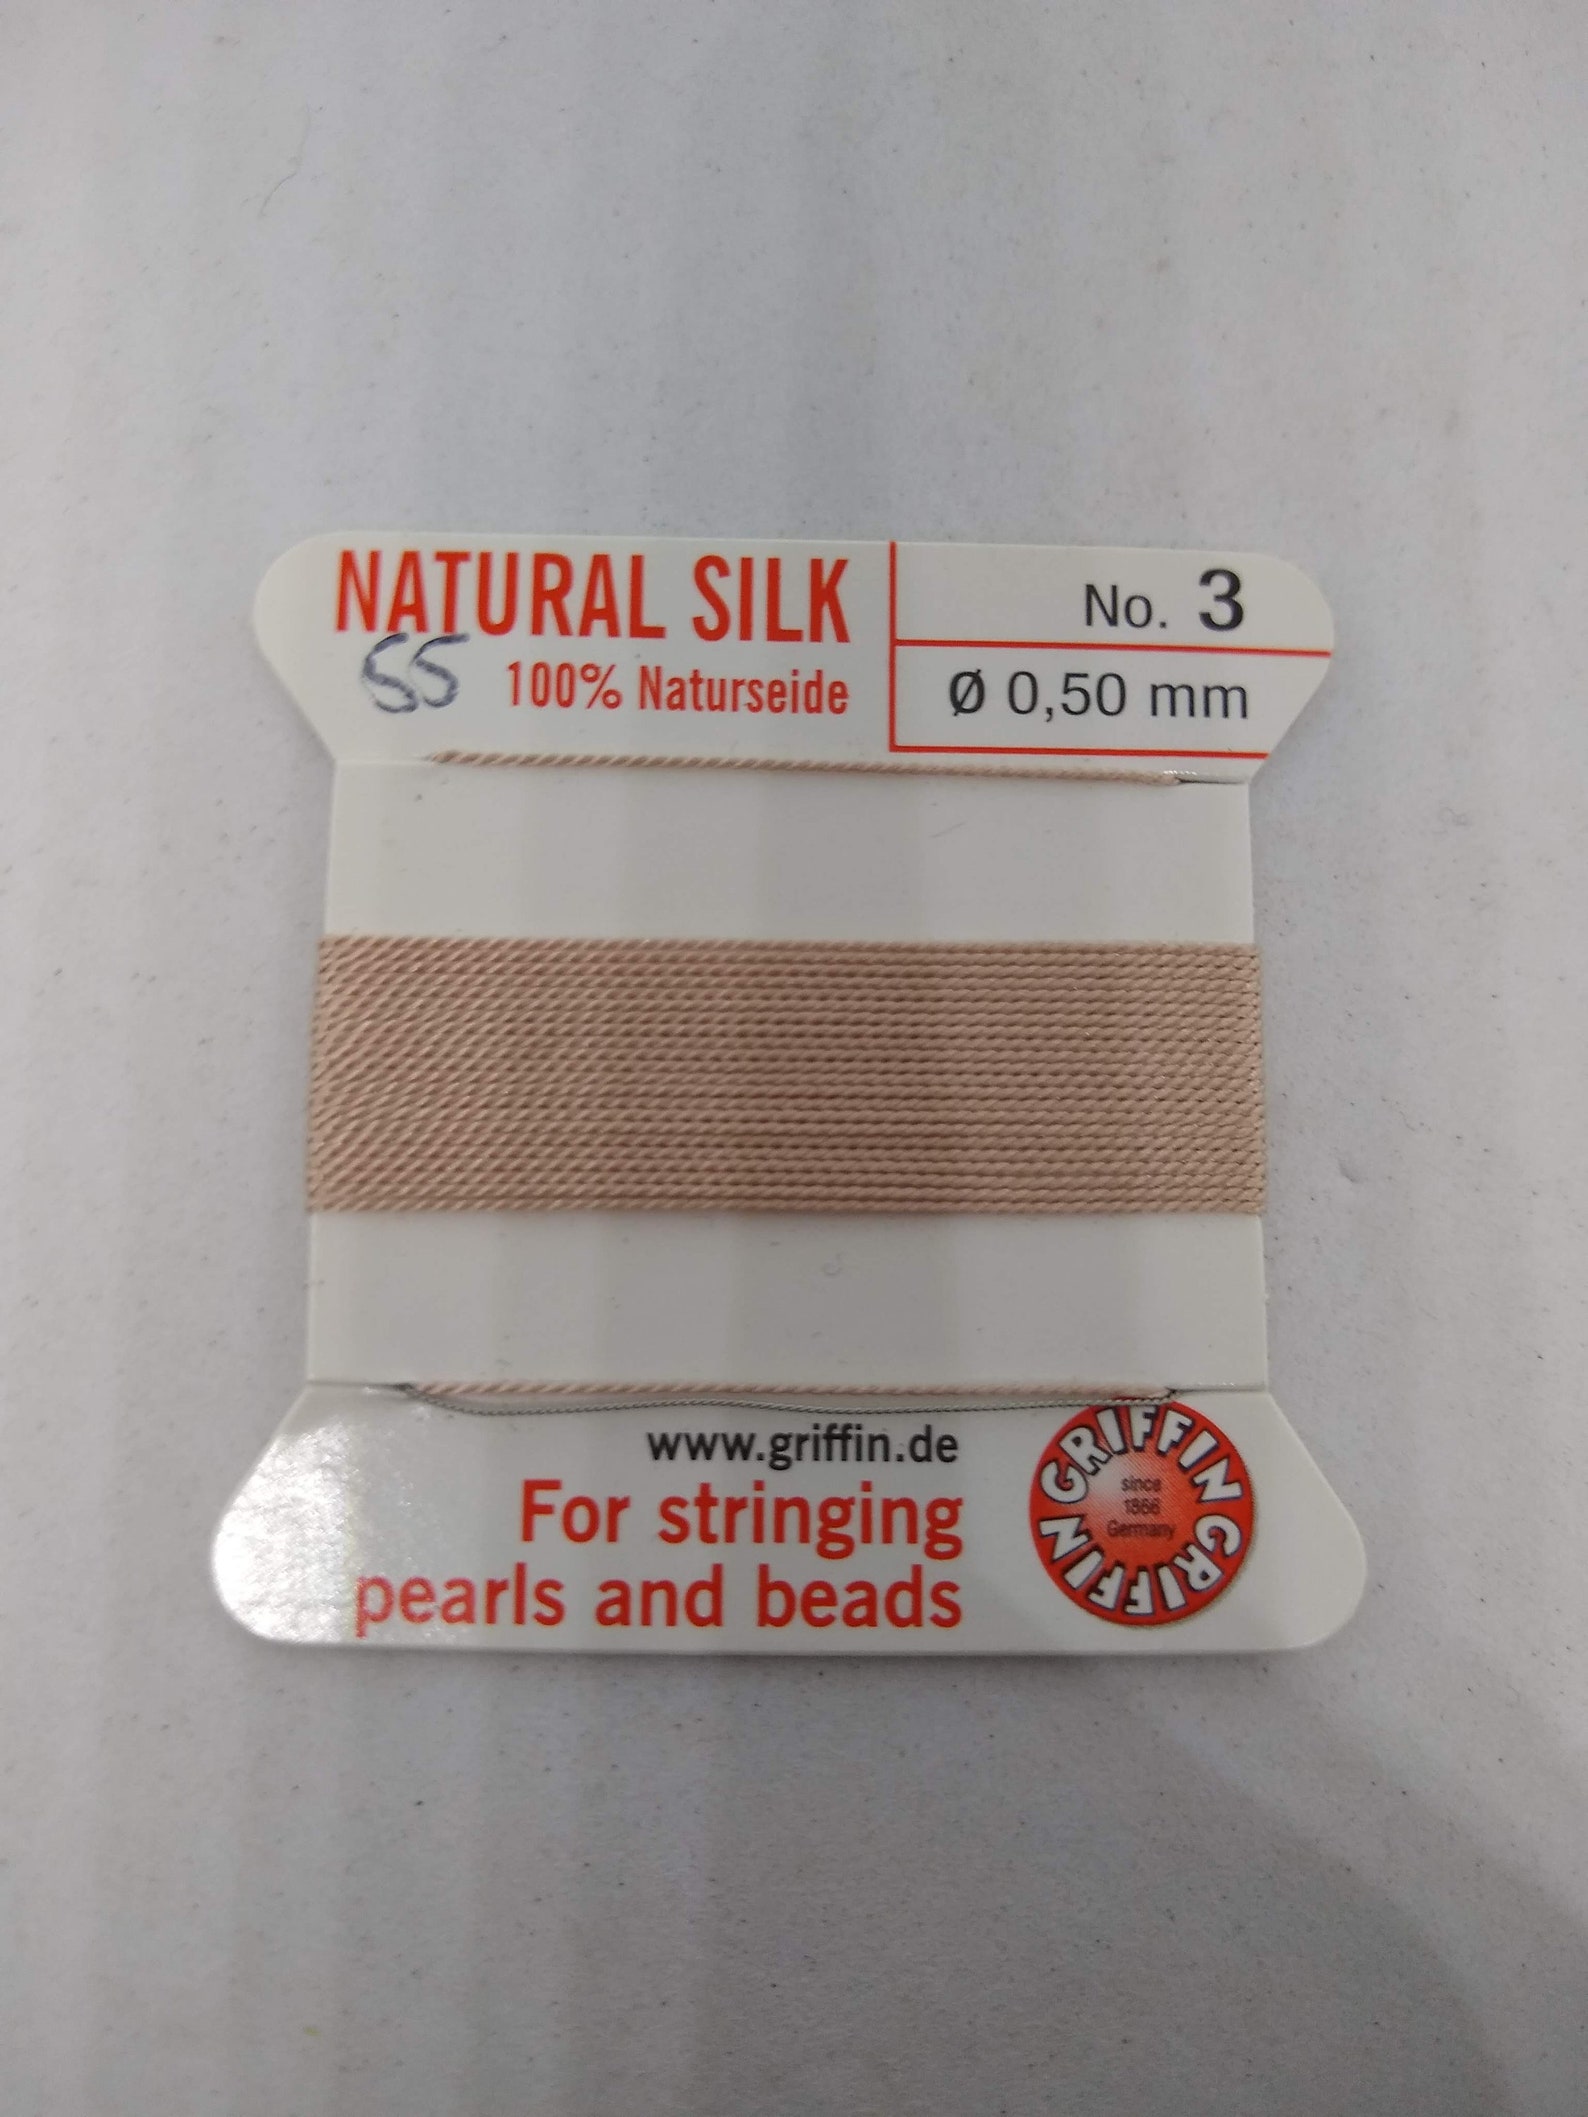 NATURAL SILK
No. 3
55 100% Naturseide
Ø 0,50 mm
www.griffin.de
For stringing
pearls and beads
GRIFFIN GRIFFIN GRIFFIN
since
1866
Germany